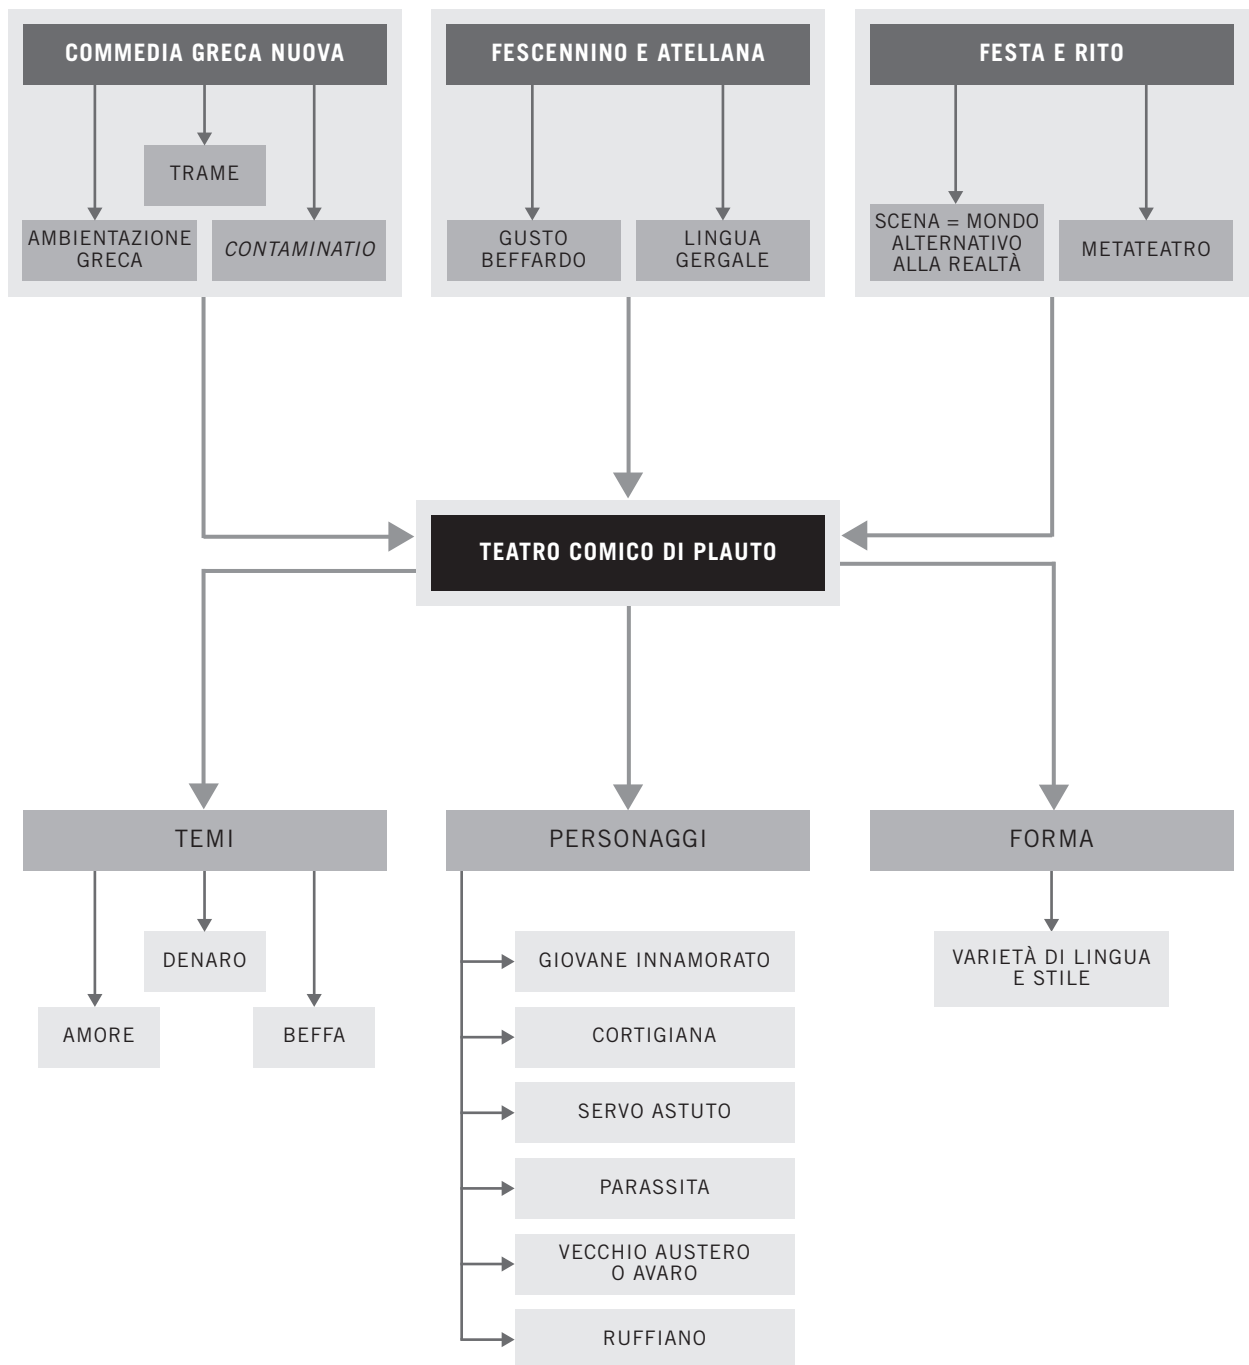 COMMEDIA GRECA NUOVA
TRAME
AMBIENTAZIONE
GRECA
CONTAMINATIO
FESCENNINO E ATELLANA
GUSTO
BEFFARDO
LINGUA
GERGALE
FESTA E RITO
SCENA = MONDO
ALTERNATIVO
ALLA REALTÀ
METATEATRO
TEATRO COMICO DI PLAUTO
TEMI
DENARO
AMORE
BEFFA
PERSONAGGI
GIOVANE INNAMORATO
CORTIGIANA
SERVO ASTUTO
PARASSITA
VECCHIO AUSTERO
O AVARO
RUFFIANO
FORMA
VARIETÀ DI LINGUA
E STILE